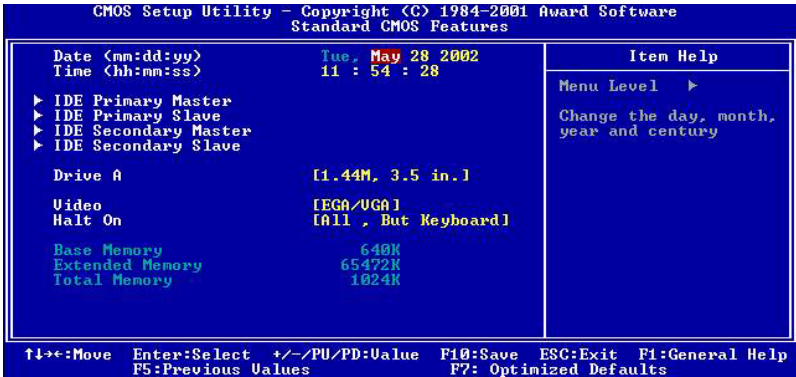 CMOS Setup Utility - Copyright (C) 1984-2001 Award Software
Standard CMOS Features
Date (mm:dd:yy) Tue, May 28 2002
Time (hh:mm:ss) 11 : 54 : 28
IDE Primary Master
IDE Primary Slave
IDE Secondary Master
IDE Secondary Slave
Drive A [1.44M, 3.5 in.]
Video [EGA/VGA]
Halt On [All , But Keyboard]
Base Memory 640K
Extended Memory 65472K
Total Memory 1024K
Item Help
Menu Level
Change the day, month,
year and century
↑↓→←:Move Enter:Select +/-/PU/PD:Value F10:Save ESC:Exit F1:General Help
F5:Previous Values F7: Optimized Defaults